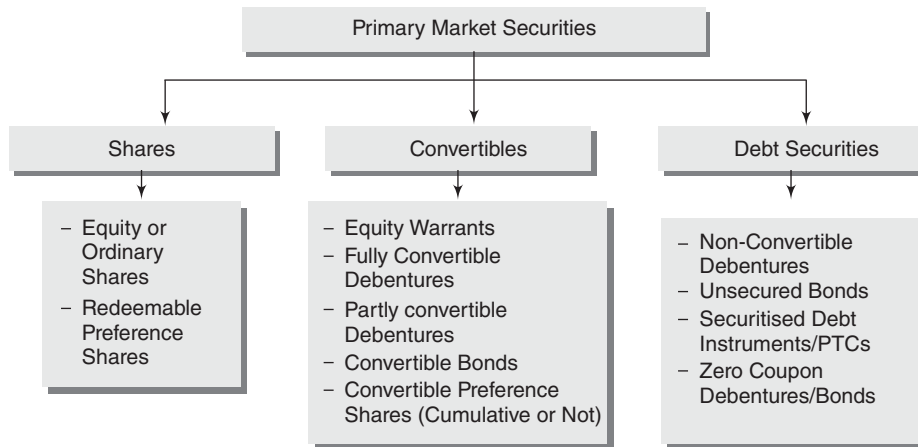 Primary Market Securities
Shares
Convertibles
Debt Securities
– Equity or
Ordinary
Shares
– Redeemable
Preference
Shares
– Equity Warrants
– Fully Convertible
Debentures
– Partly convertible
Debentures
– Convertible Bonds
– Convertible Preference
Shares (Cumulative or Not)
– Non-Convertible
Debentures
– Unsecured Bonds
– Securitised Debt
Instruments/PTCs
– Zero Coupon
Debentures/Bonds